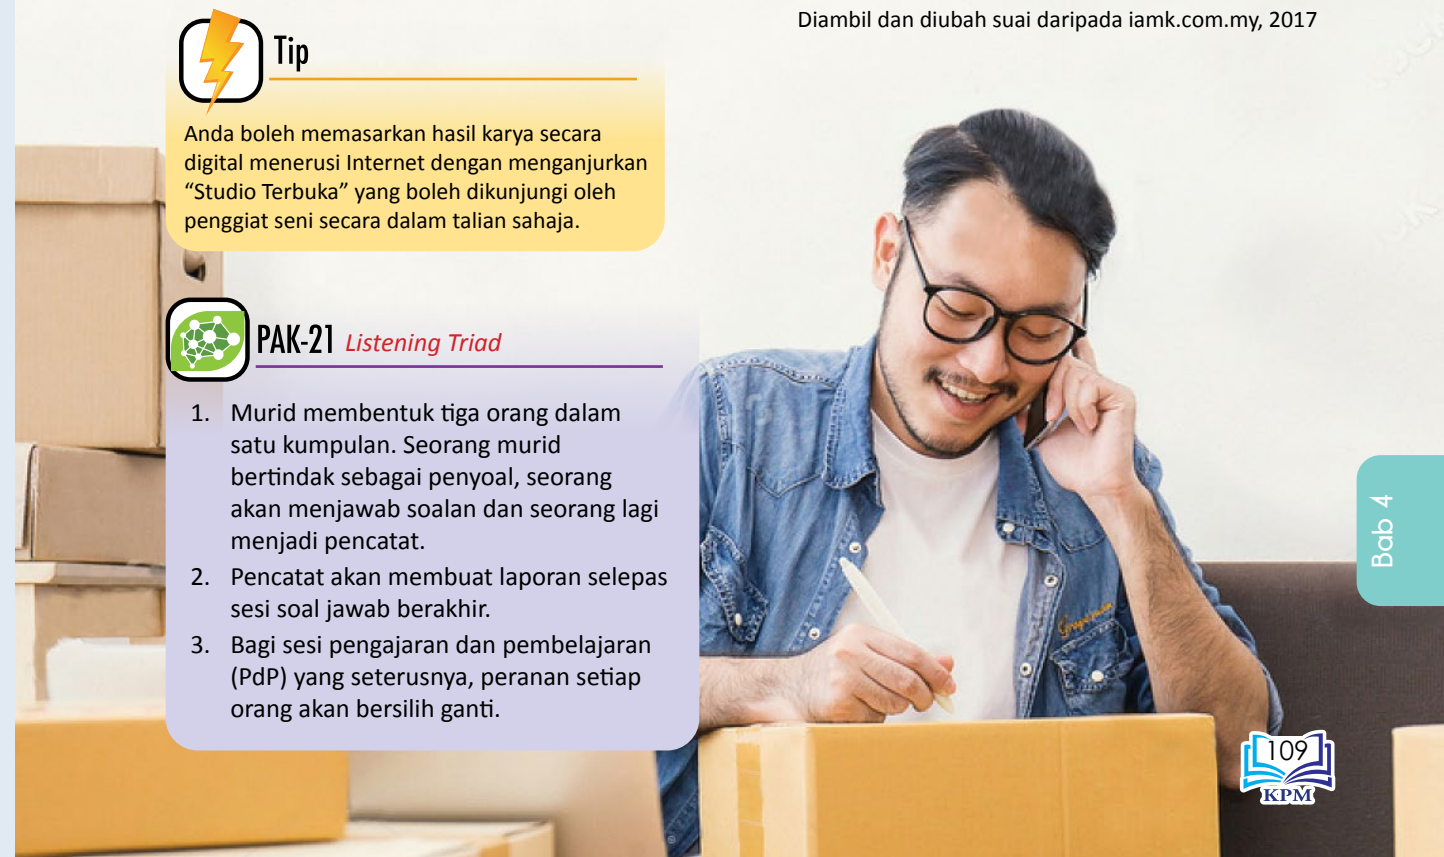 Diambil dan diubah suai daripada iamk.com.my, 2017
Tip
Anda boleh memasarkan hasil karya secara
digital menerusi Internet dengan menganjurkan
“Studio Terbuka” yang boleh dikunjungi oleh
penggiat seni secara dalam talian sahaja.
PAK-21 Listening Triad
1. Murid membentuk tiga orang dalam
satu kumpulan. Seorang murid
bertindak sebagai penyoal, seorang
akan menjawab soalan dan seorang lagi
menjadi pencatat.
2. Pencatat akan membuat laporan selepas
sesi soal jawab berakhir.
3. Bagi sesi pengajaran dan pembelajaran
(PdP) yang seterusnya, peranan setiap
orang akan bersilih ganti.
Bab 4
109
KPM